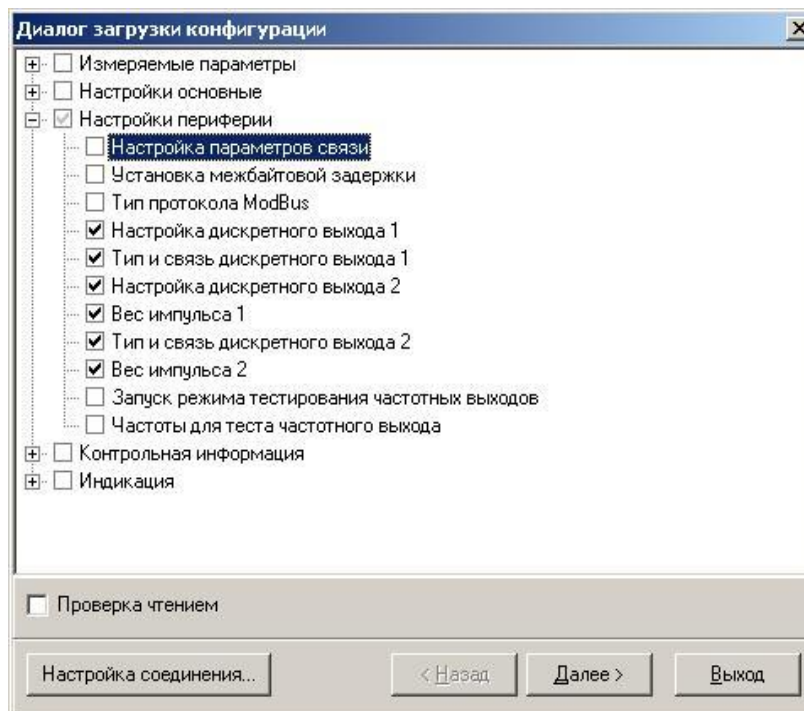 Диалог загрузки конфигурации
Измеряемые параметры
Настройки основные
Настройки периферии
Настройка параметров связи
Установка межбайтовой задержки
Тип протокола ModBus
Настройка дискретного выхода 1
Тип и связь дискретного выхода 1
Настройка дискретного выхода 2
Вес импульса 1
Тип и связь дискретного выхода 2
Вес импульса 2
Запуск режима тестирования частотных выходов
Частоты для теста частотного выхода
Контрольная информация
Индикация
Проверка чтением
Настройка соединения... < Назад Далее > Выход